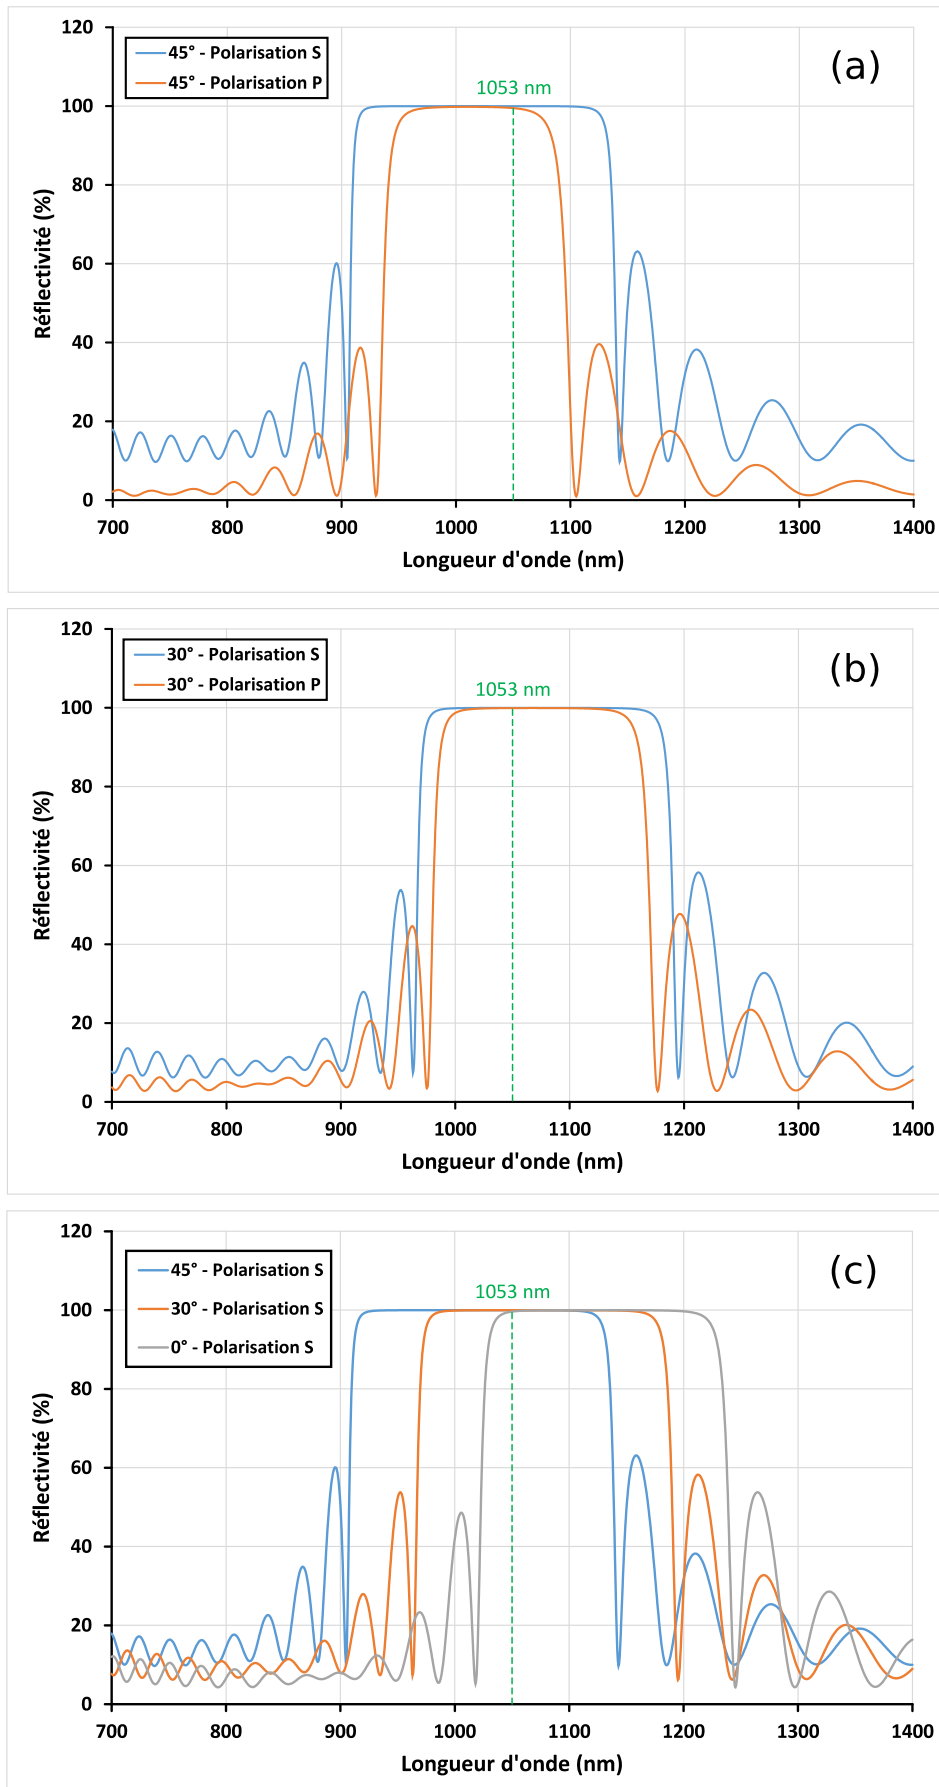 120
45° - Polarisation S
45° - Polarisation P
(a)
1053 nm
100
80
60
40
20
0
Réflectivité (%)
700 800 900 1000 1100 1200 1300 1400
Longueur d'onde (nm)
120
30° - Polarisation S
30° - Polarisation P
(b)
1053 nm
100
80
60
40
20
0
Réflectivité (%)
700 800 900 1000 1100 1200 1300 1400
Longueur d'onde (nm)
120
45° - Polarisation S
30° - Polarisation S
0° - Polarisation S
(c)
1053 nm
100
80
60
40
20
0
Réflectivité (%)
700 800 900 1000 1100 1200 1300 1400
Longueur d'onde (nm)